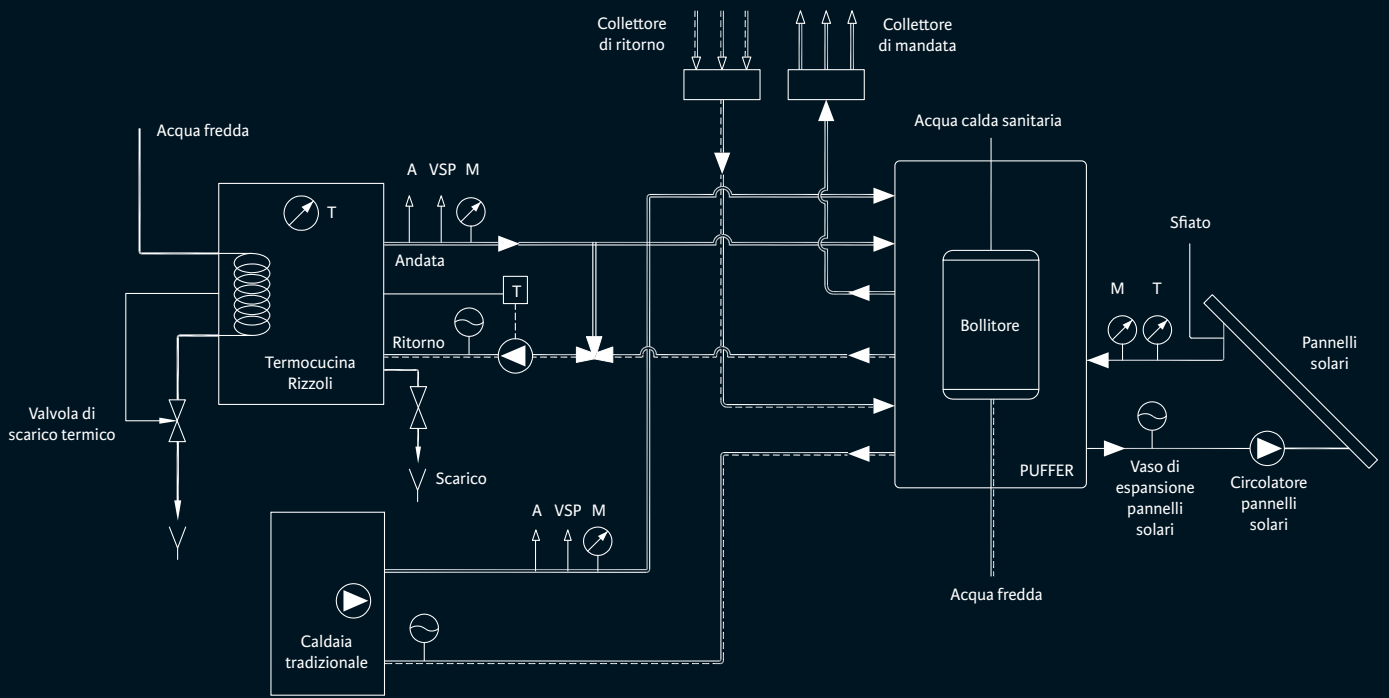 Collettore
di ritorno
Collettore
di mandata
Acqua fredda
Acqua calda sanitaria
A VSP M
T
Sfiato
Andata
T
M T
Bollitore
Ritorno
Termocucina
Rizzoli
Pannelli
solari
Valvola di
scarico termico
Scarico
PUFFER
Vaso di
espansione
pannelli
solari
Circolatore
pannelli
solari
A VSP M
Acqua fredda
Caldaia
tradizionale